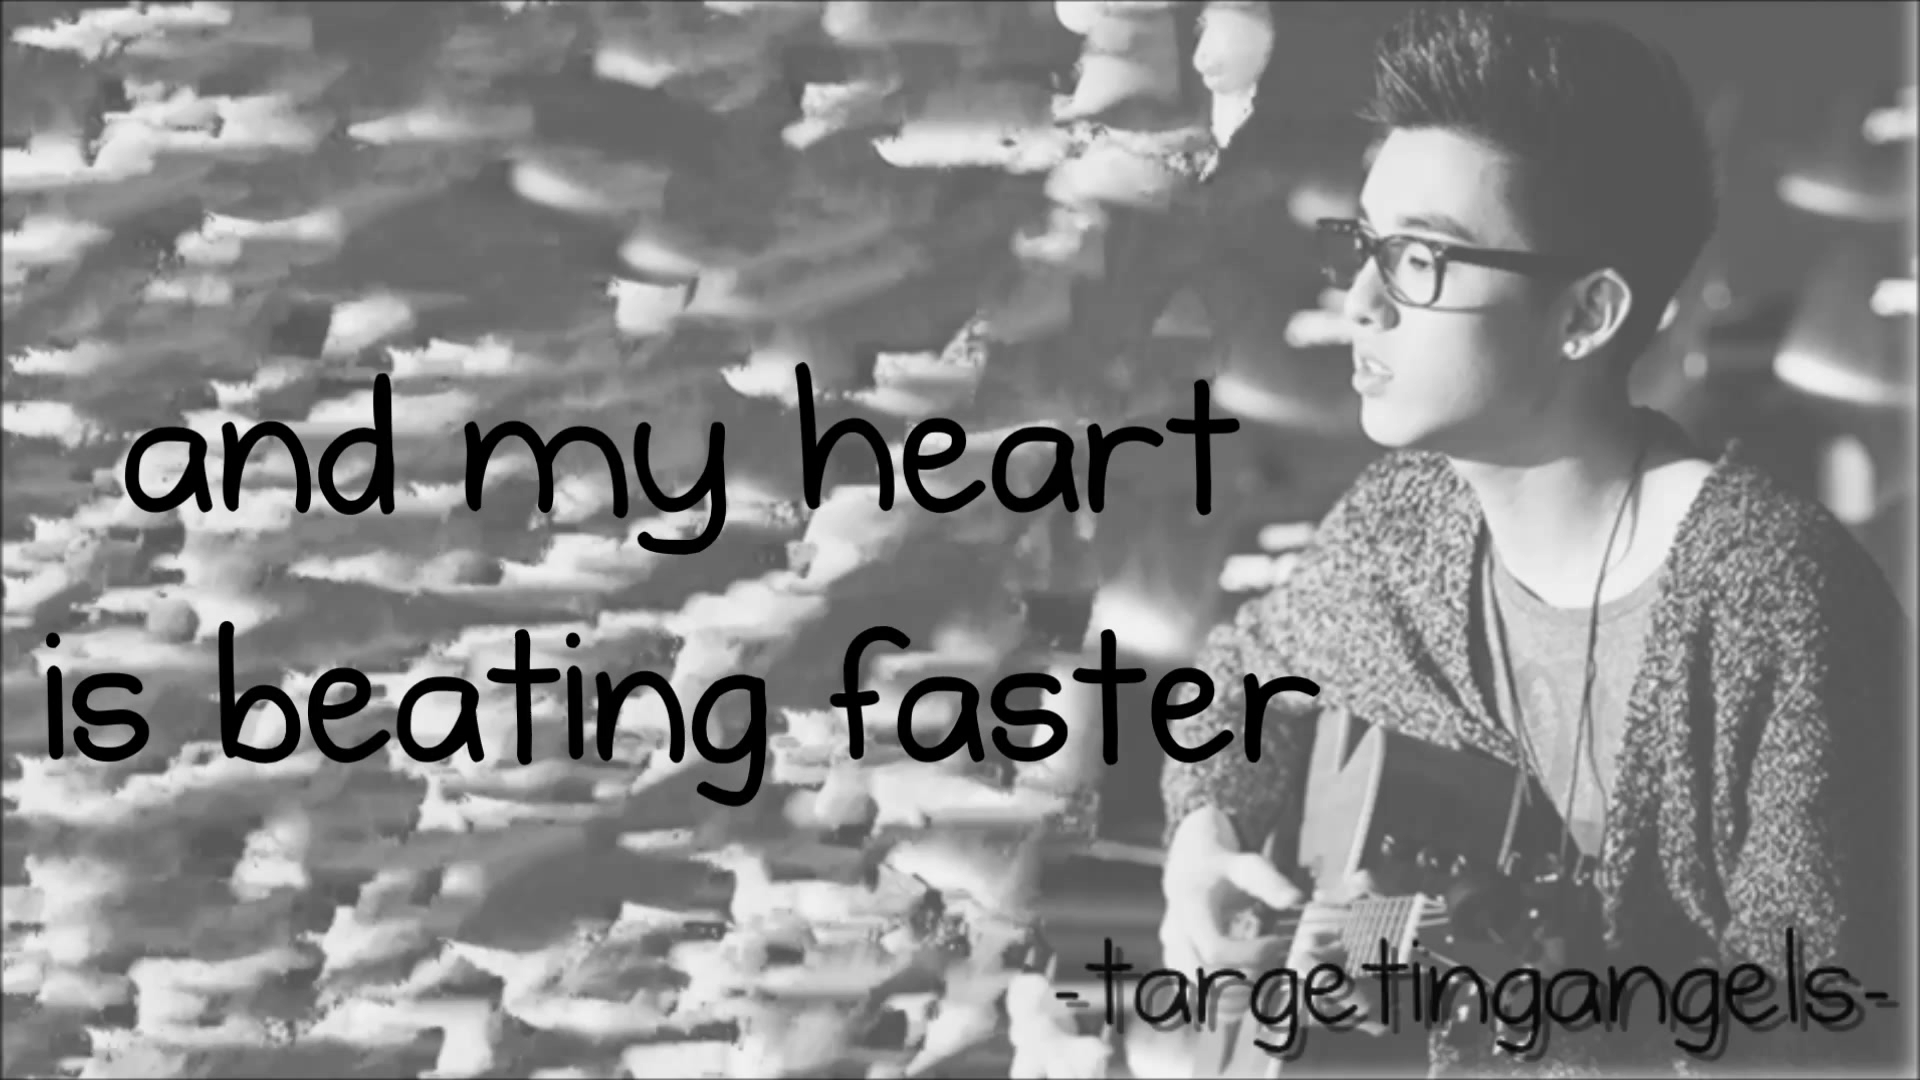 and my heart
is beating faster
-targetingangels-